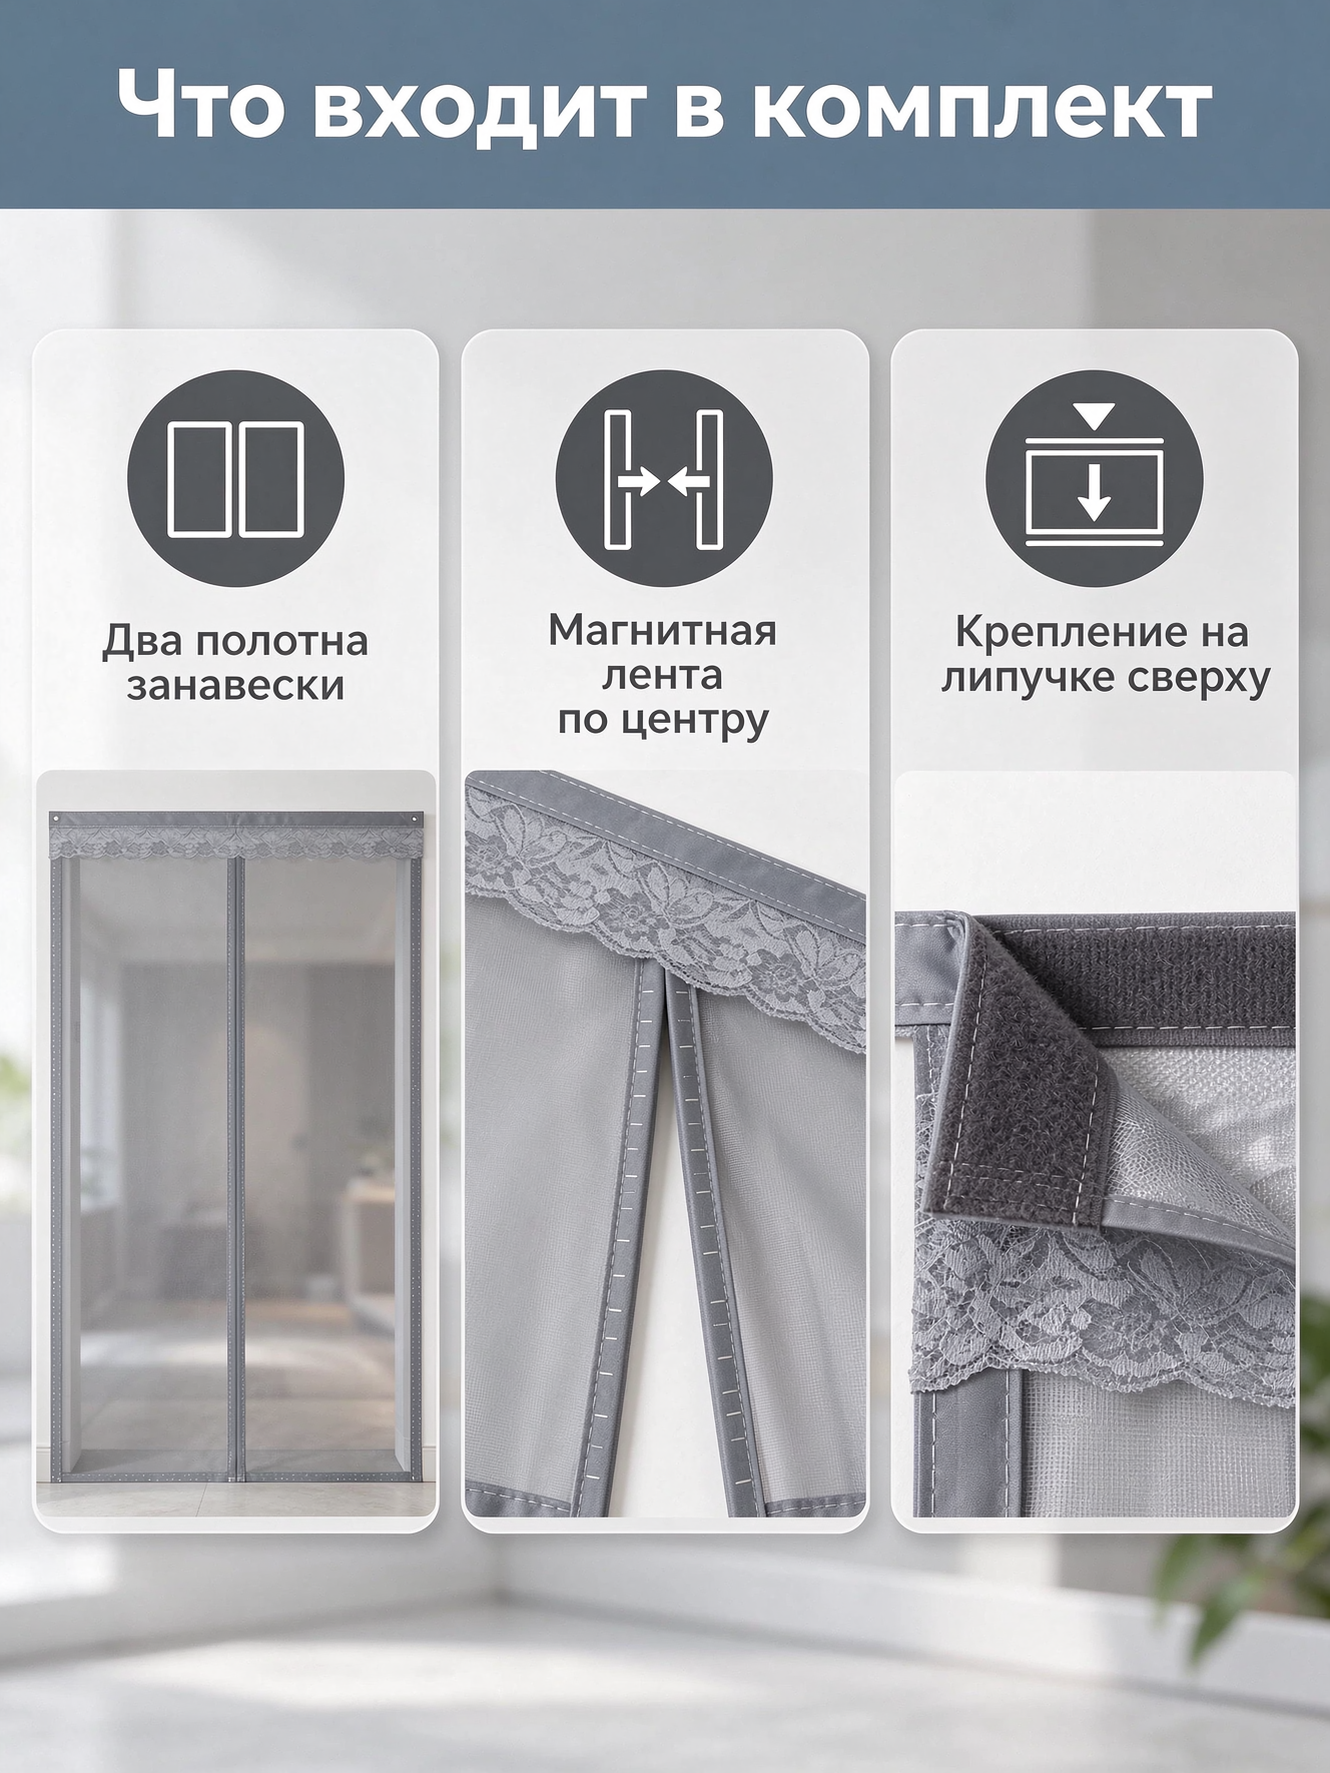 Что входит в комплект
Два полотна
занавески
Магнитная
лента
по центру
Крепление на
липучке сверху